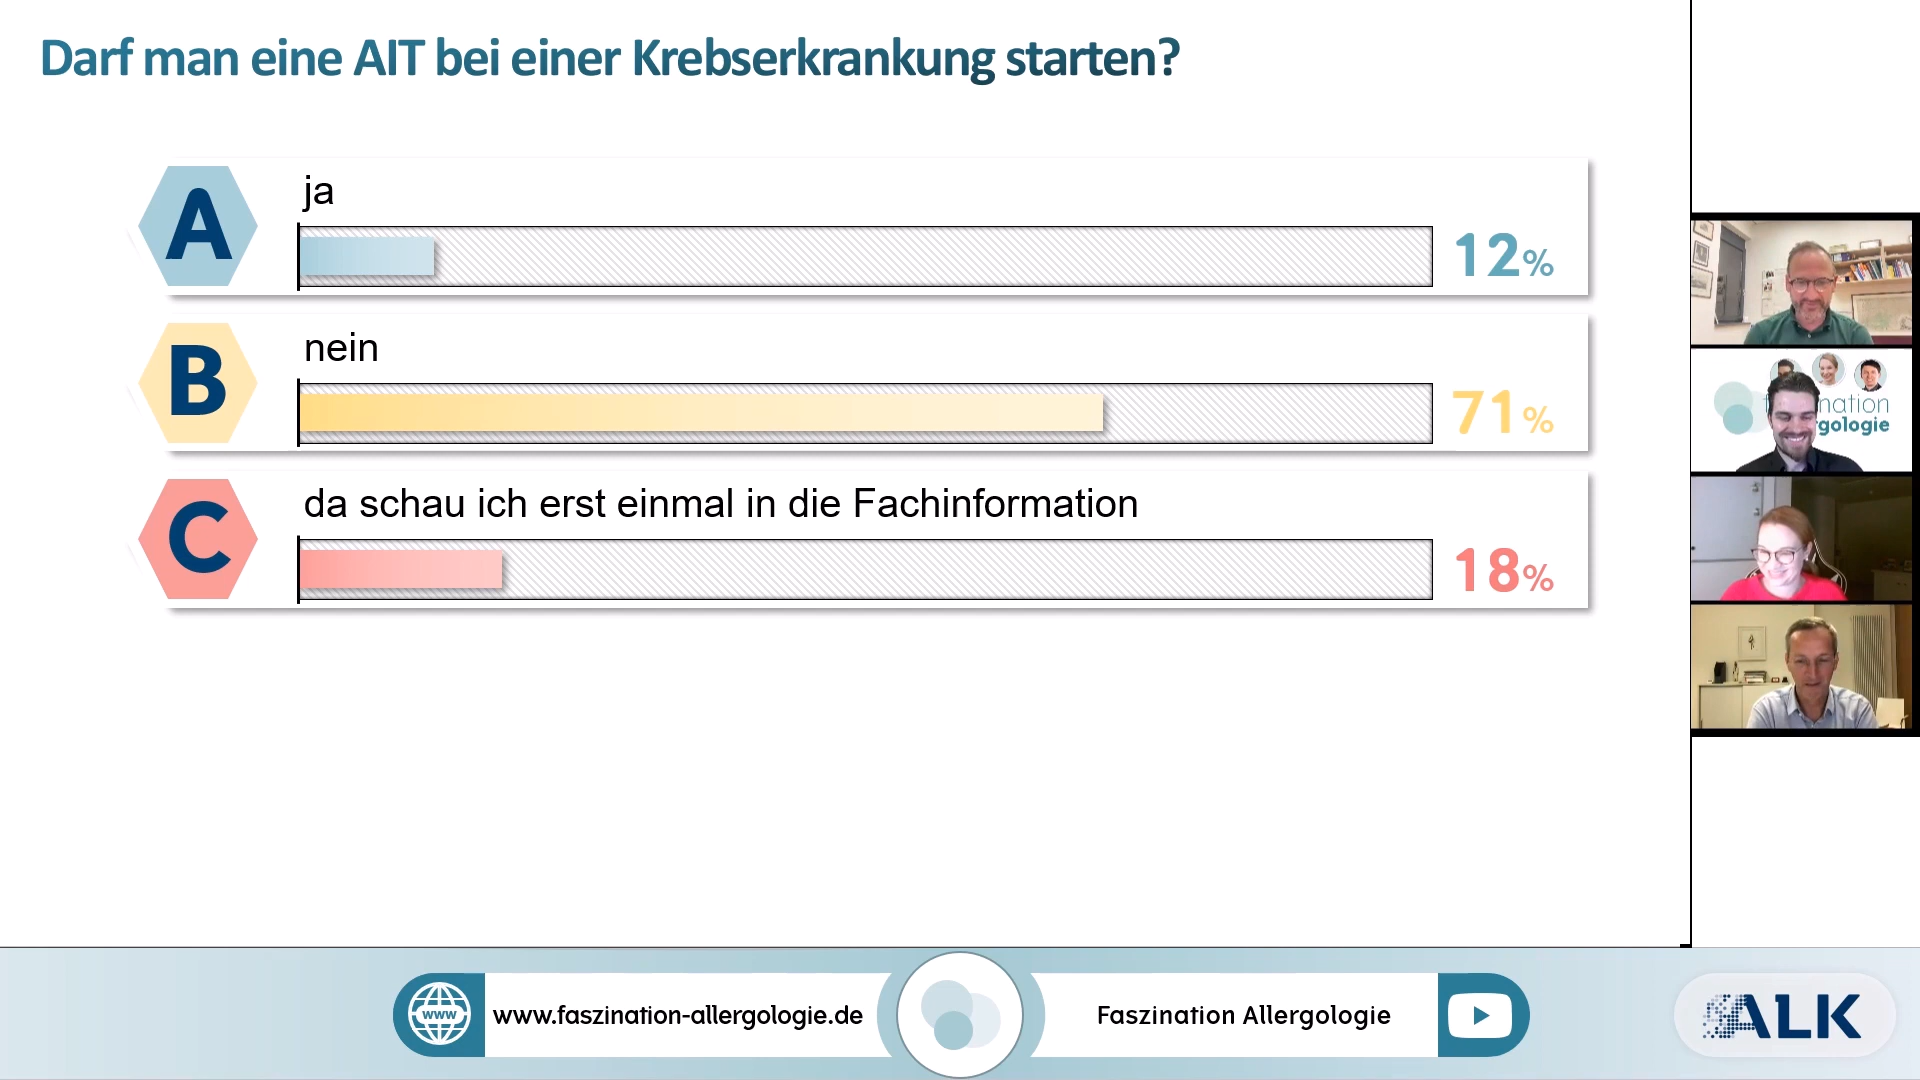 Darf man eine AIT bei einer Krebserkrankung starten?
A
ja
12%
B
nein
71%
C
da schau ich erst einmal in die Fachinformation
18%
nation
rgologie
www
www.faszination-allergologie.de
Faszination Allergologie
ALK